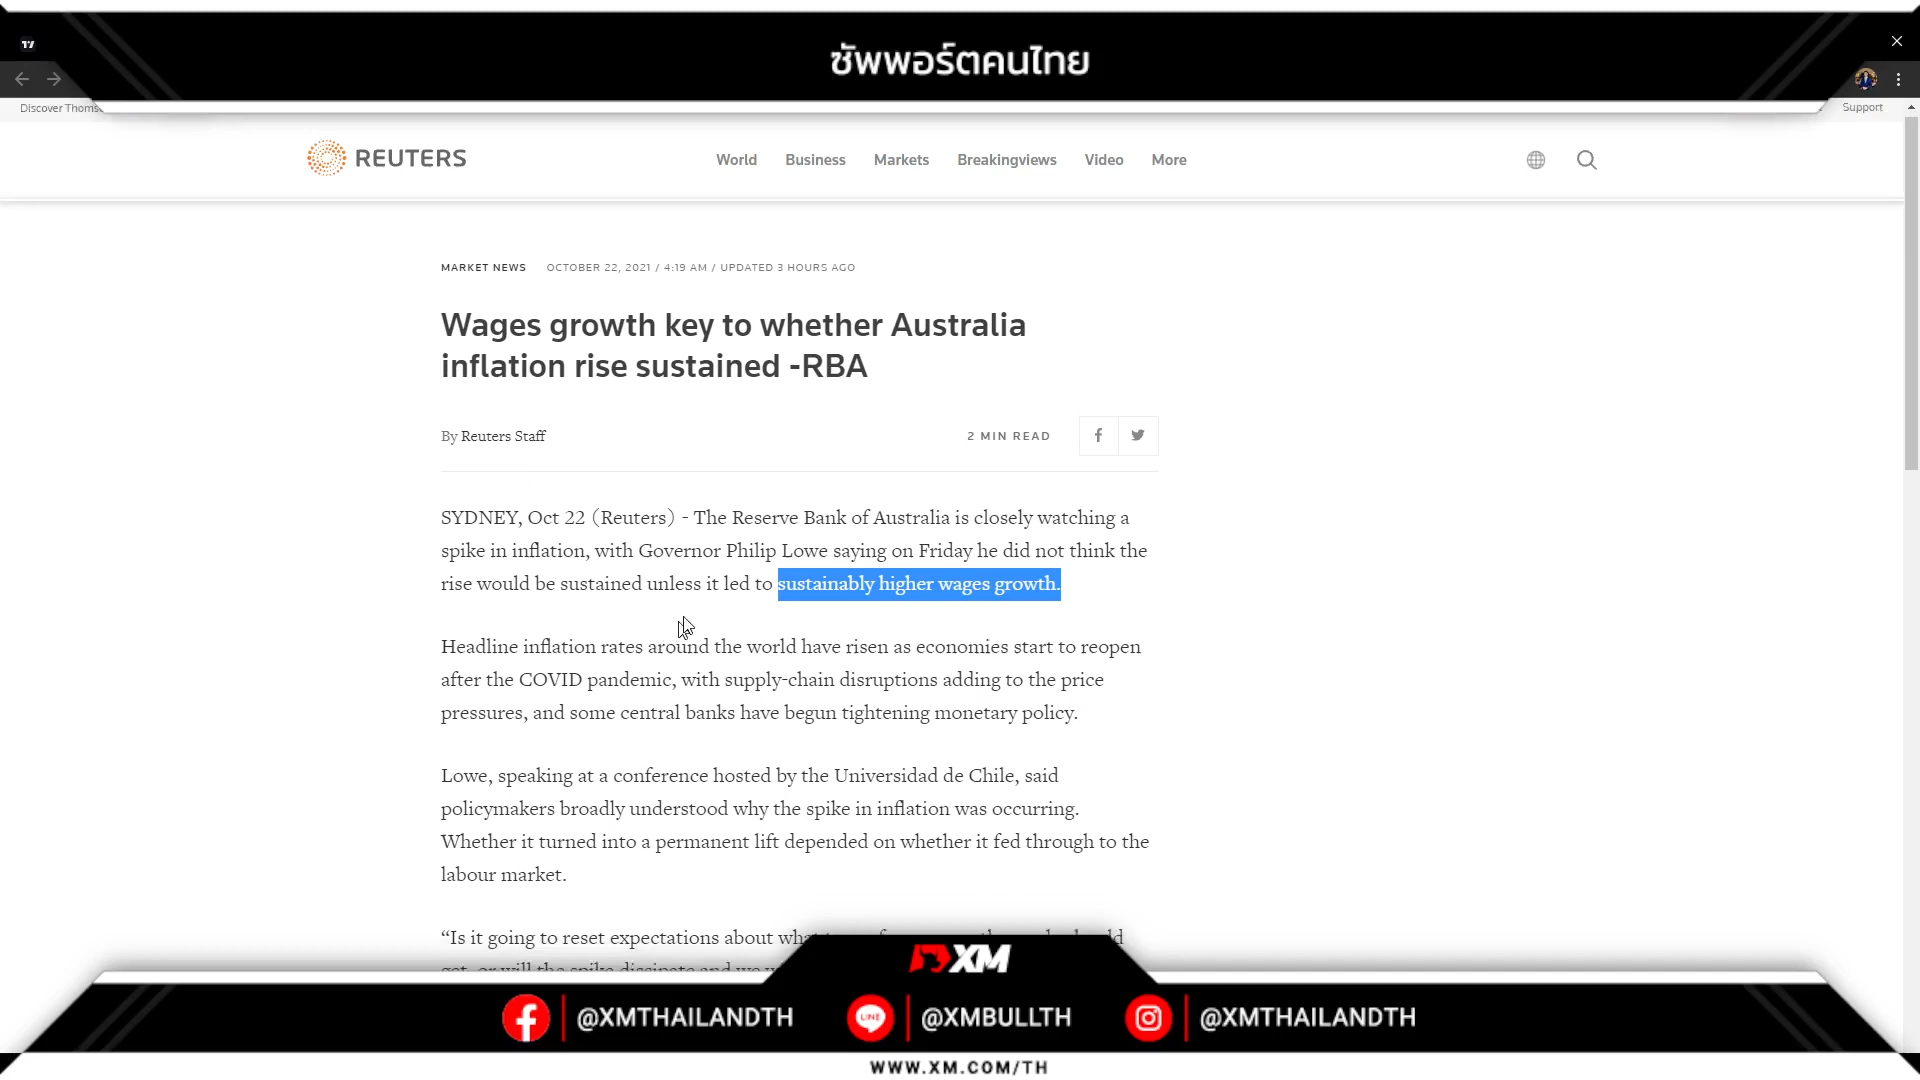 ซัพพอร์ตคนไทย
Discover Thoms
Support
REUTERS
World Business Markets Breakingviews Video More
MARKET NEWS OCTOBER 22, 2021 / 4:19 AM / UPDATED 3 HOURS AGO
Wages growth key to whether Australia
inflation rise sustained -RBA
By Reuters Staff
2 MIN READ
SYDNEY, Oct 22 (Reuters) - The Reserve Bank of Australia is closely watching a
spike in inflation, with Governor Philip Lowe saying on Friday he did not think the
rise would be sustained unless it led to sustainably higher wages growth.
Headline inflation rates around the world have risen as economies start to reopen
after the COVID pandemic, with supply-chain disruptions adding to the price
pressures, and some central banks have begun tightening monetary policy.
Lowe, speaking at a conference hosted by the Universidad de Chile, said
policymakers broadly understood why the spike in inflation was occurring.
Whether it turned into a permanent lift depended on whether it fed through to the
labour market.
“Is it going to reset expectations about
or will the spike dissipate and we
XM
@XMTHAILANDTH
LINE
@XMBULLTH
@XMTHAILANDTH
WWW.XM.COM/TH